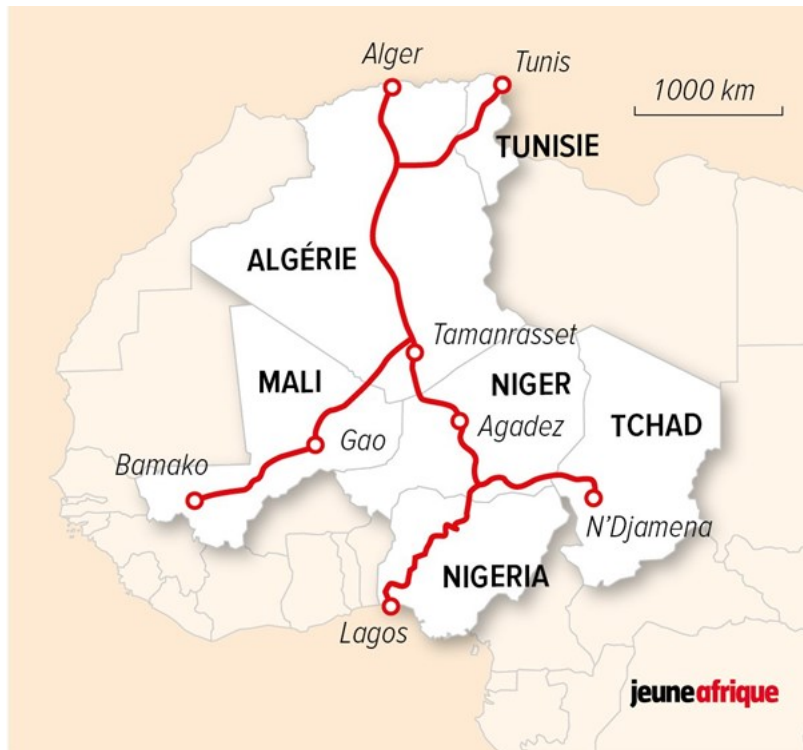 Alger
Tunis
1000 km
TUNISIE
ALGÉRIE
Tamanrasset
MALI
NIGER
TCHAD
Gao
Agadez
Bamako
N'Djamena
NIGERIA
Lagos
jeuneafrique